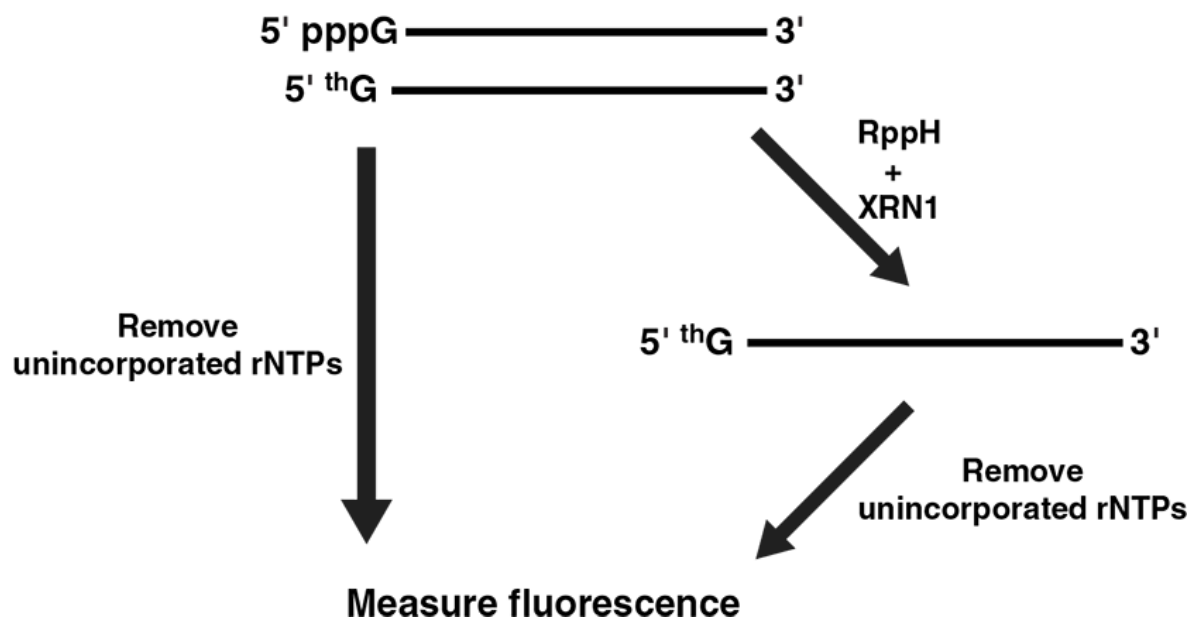 5' pppG 3'
5' thG 3'
RppH
+
XRN1
Remove
unincorporated rNTPs
5' thG 3'
Remove
unincorporated rNTPs
Measure fluorescence